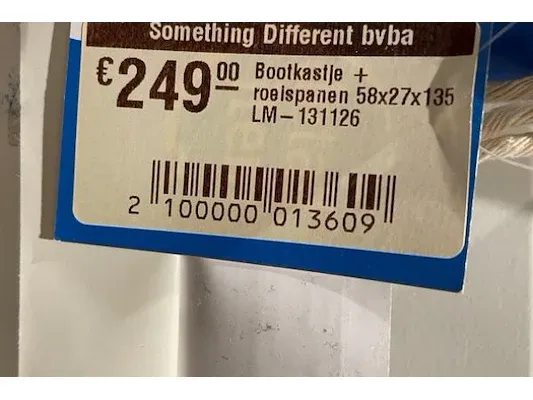 Something Different bvba
€249.00 Bootkastje +
roeispanen 58x27x135
LM-131126
2 100000 013609